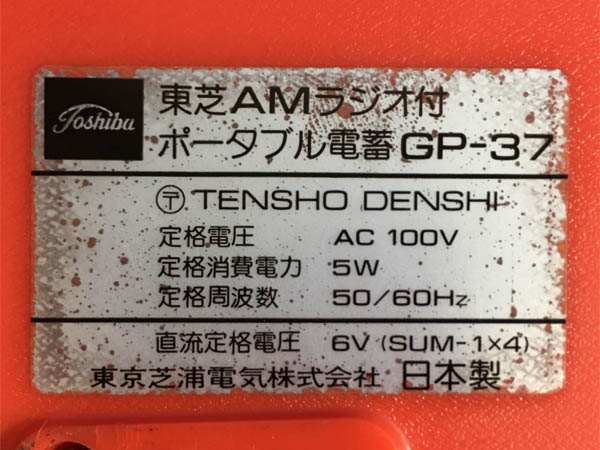 Toshiba
東芝AMラジオ付
ポータブル電蓄GP-37
〶 TENSHO DENSHI
定格電圧 AC 100V
定格消費電力 5W
定格周波数 50/60Hz
直流定格電圧 6V (SUM-1×4)
東京芝浦電気株式会社 日本製